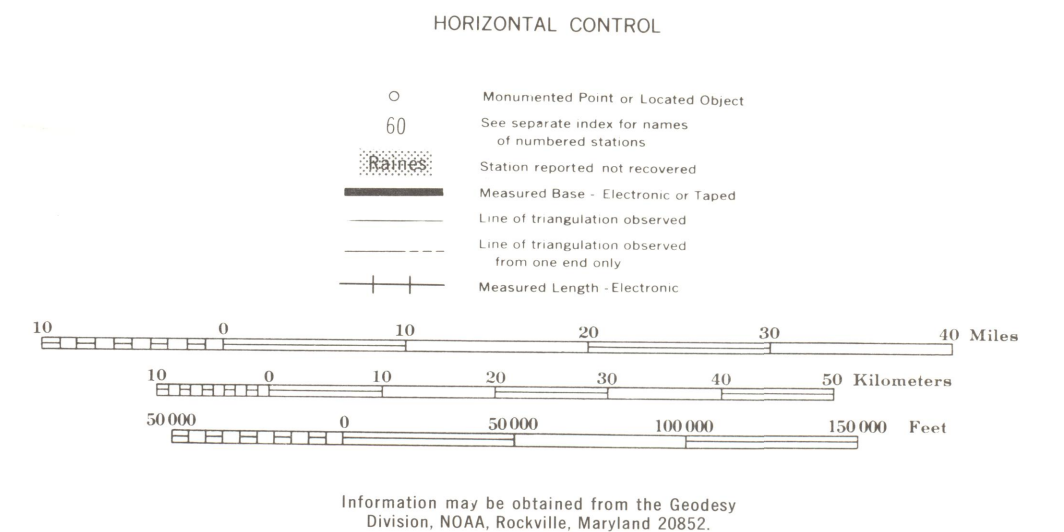 HORIZONTAL CONTROL
Monumented Point or Located Object
60 See separate index for names
of numbered stations
Raines Station reported not recovered
Measured Base - Electronic or Taped
Line of triangulation observed
Line of triangulation observed
from one end only
Measured Length - Electronic
10 0 10 20 30 40 Miles
10 0 10 20 30 40 50 Kilometers
50 000 0 50 000 100 000 150 000 Feet
Information may be obtained from the Geodesy
Division, NOAA, Rockville, Maryland 20852.